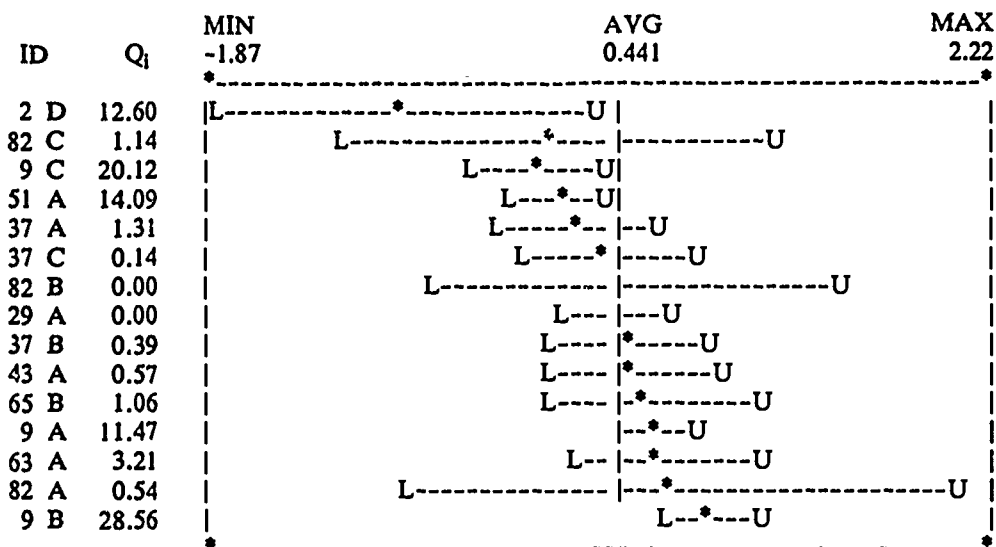 MIN AVG MAX
ID Qi -1.87 0.441 2.22
*------------------------------------------------------------*
2 D 12.60 |L-------------*--------------U |
82 C 1.14 L----------------*---- |-----------U
9 C 20.12 L----*----U|
51 A 14.09 L---*--U|
37 A 1.31 L------*-- |--U
37 C 0.14 L-----* |-----U
82 B 0.00 L------------- |----------------U
29 A 0.00 L--- |---U
37 B 0.39 L---- |*-----U
43 A 0.57 L---- |*------U
65 B 1.06 L---- |-*--------U
9 A 11.47 |--*--U
63 A 3.21 L-- |--*-------U
82 A 0.54 L---------------- |---*---------------------U
9 B 28.56 L--*---U
* *